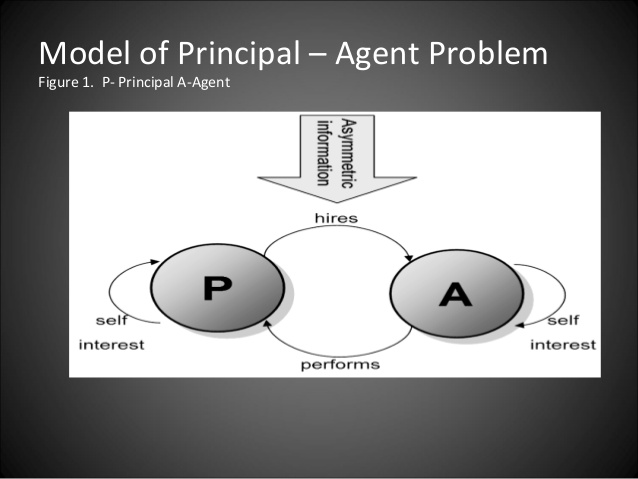 Model of Principal – Agent Problem
Figure 1.  P- Principal A-Agent
Asymmetric
information
hires
P
A
self
interest
self
interest
performs